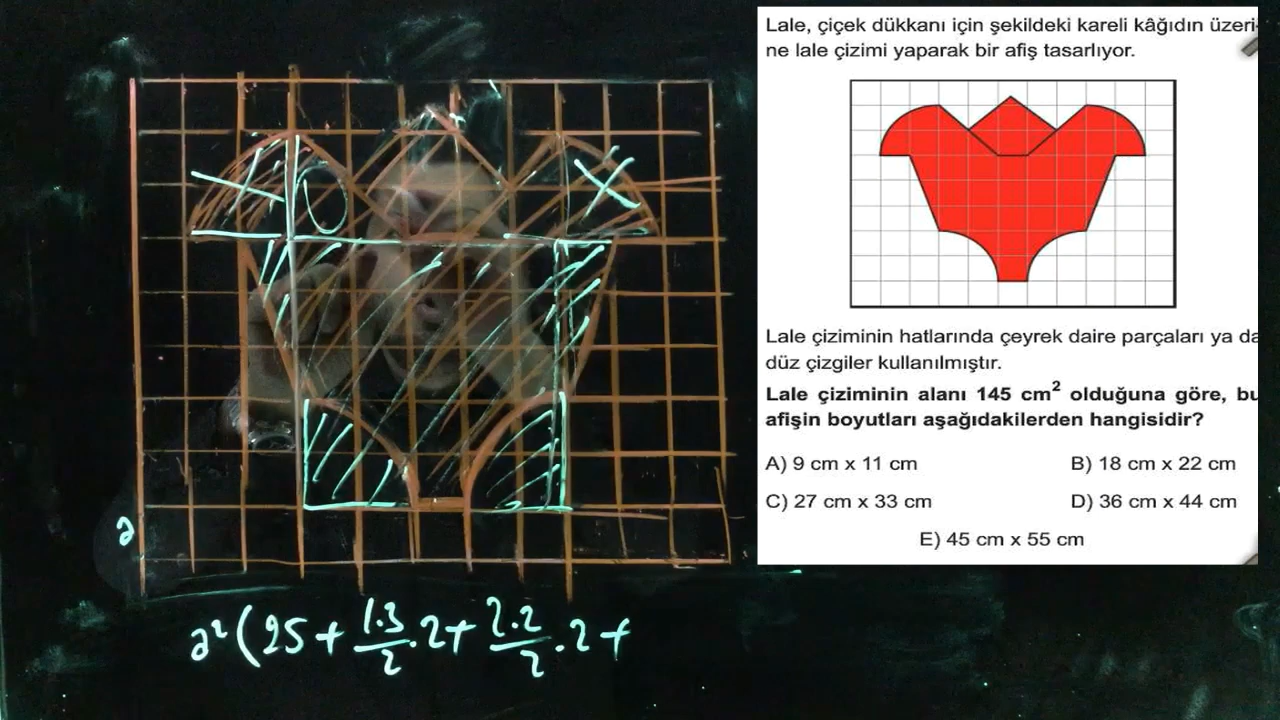 Lale, çiçek dükkanı için şekildeki kareli kâğıdın üzeri-
ne lale çizimi yaparak bir afiş tasarlıyor.
Lale çiziminin hatlarında çeyrek daire parçaları ya da
düz çizgiler kullanılmıştır.
Lale çiziminin alanı 145 cm² olduğuna göre, bu
afişin boyutları aşağıdakilerden hangisidir?
A) 9 cm x 11 cm
B) 18 cm x 22 cm
C) 27 cm x 33 cm
D) 36 cm x 44 cm
E) 45 cm x 55 cm
a
a² (25 + 1.3/2 .2 + 2.2/2 .2 +